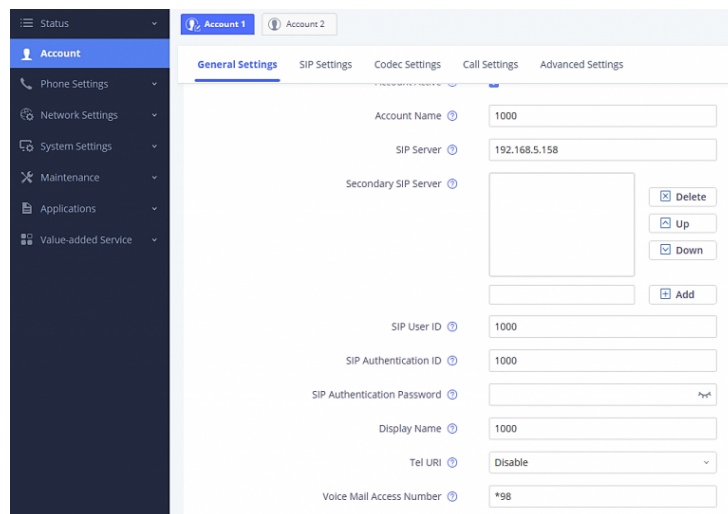 Status
Account
Phone Settings
Network Settings
System Settings
Maintenance
Applications
Value-added Service
Account 1
Account 2
General Settings
SIP Settings
Codec Settings
Call Settings
Advanced Settings
Account Active
Account Name
1000
SIP Server
192.168.5.158
Secondary SIP Server
Delete
Up
Down
Add
SIP User ID
1000
SIP Authentication ID
1000
SIP Authentication Password
Display Name
1000
Tel URI
Disable
Voice Mail Access Number
*98